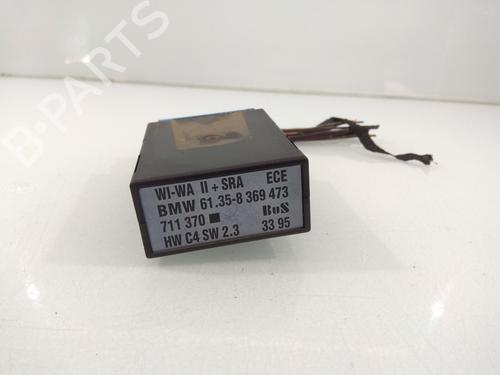 WI-WA II + SRA ECE
BMW 61.35-8 369 473
711 370 ■ BuS
HW C4 SW 2.3 33 95
B-PARTS